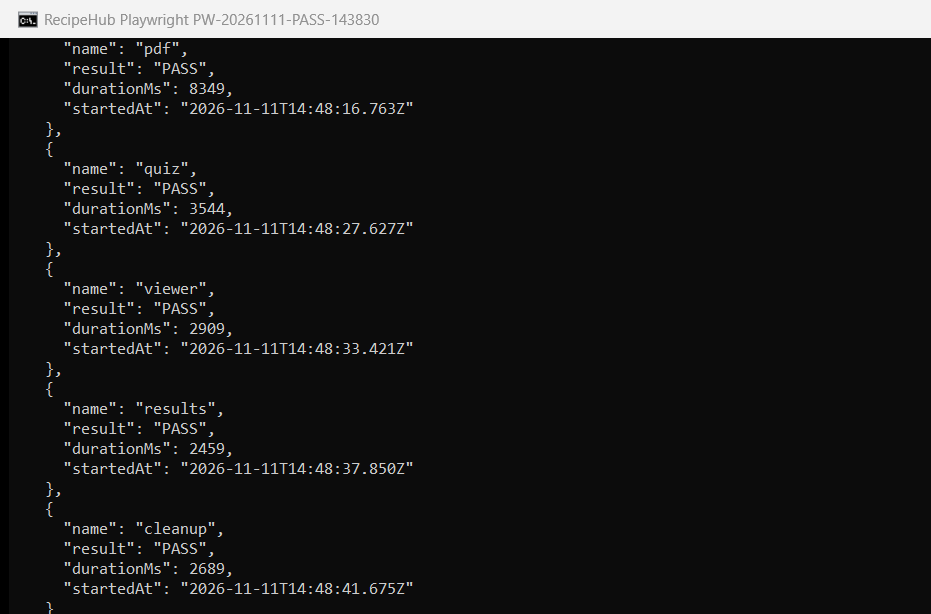 RecipeHub Playwright PW-20261111-PASS-143830
"name": "pdf",
"result": "PASS",
"durationMs": 8349,
"startedAt": "2026-11-11T14:48:16.763Z"
},
{
"name": "quiz",
"result": "PASS",
"durationMs": 3544,
"startedAt": "2026-11-11T14:48:27.627Z"
},
{
"name": "viewer",
"result": "PASS",
"durationMs": 2909,
"startedAt": "2026-11-11T14:48:33.421Z"
},
{
"name": "results",
"result": "PASS",
"durationMs": 2459,
"startedAt": "2026-11-11T14:48:37.850Z"
},
{
"name": "cleanup",
"result": "PASS",
"durationMs": 2689,
"startedAt": "2026-11-11T14:48:41.675Z"
}